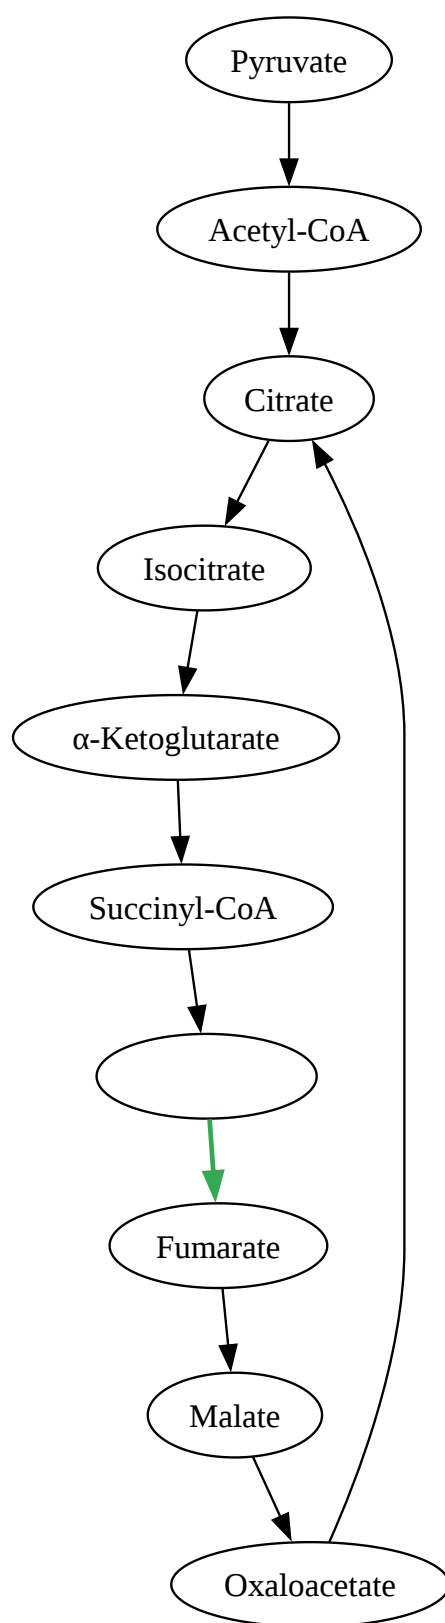 Pyruvate
Acetyl-CoA
Citrate
Isocitrate
α-Ketoglutarate
Succinyl-CoA
Fumarate
Malate
Oxaloacetate